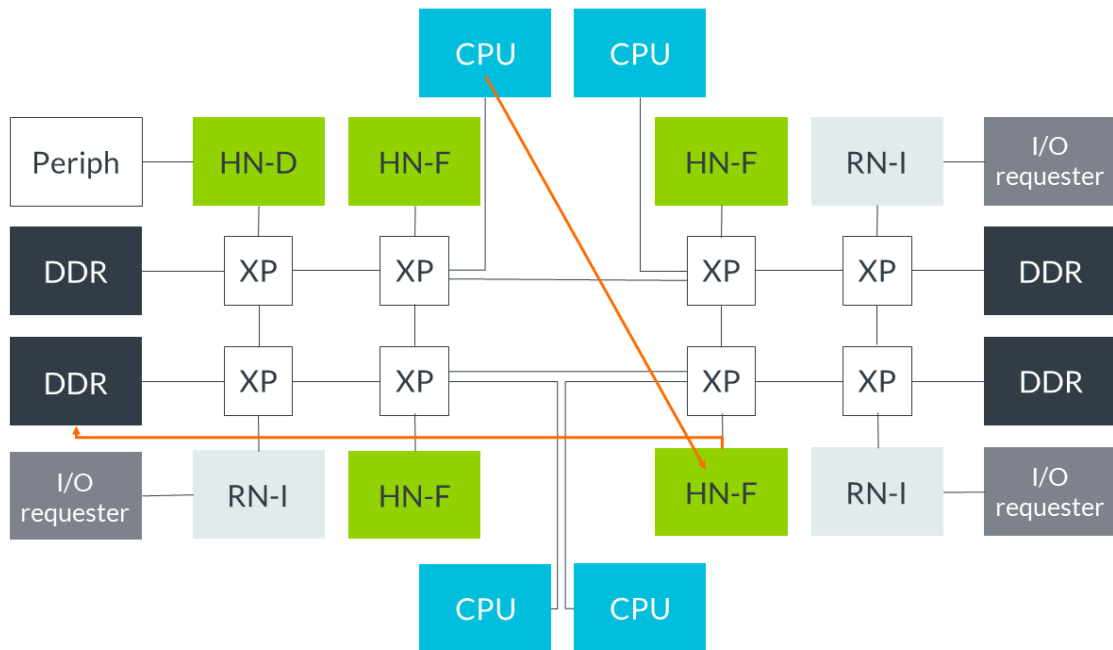 CPU
CPU
Periph
HN-D
HN-F
HN-F
RN-I
I/O
requester
DDR
XP
XP
XP
XP
DDR
DDR
XP
XP
XP
XP
DDR
I/O
requester
RN-I
HN-F
HN-F
RN-I
I/O
requester
CPU
CPU